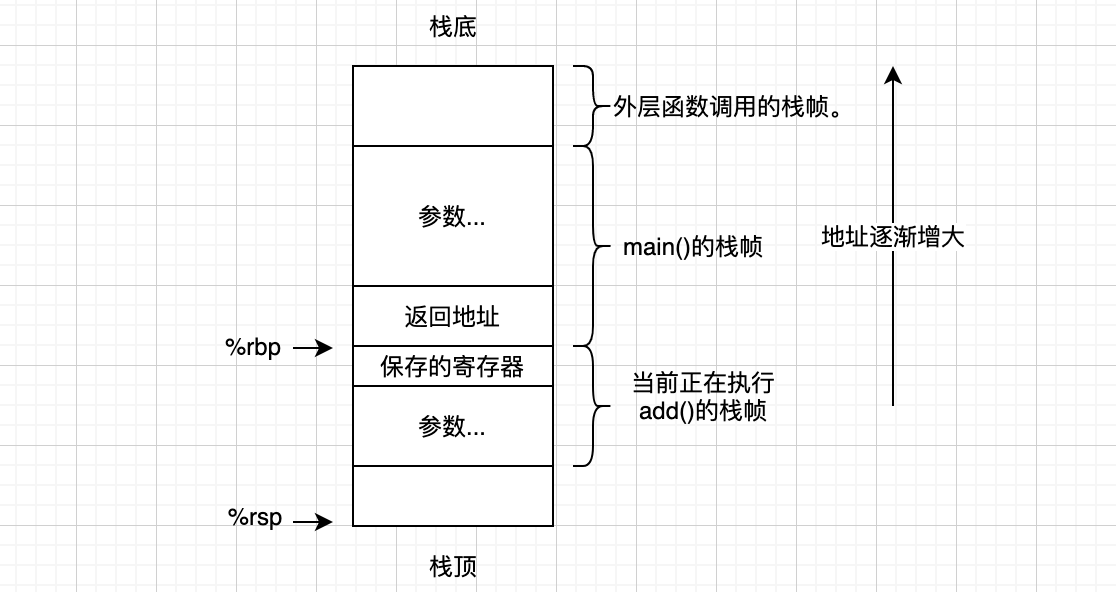 栈底
外层函数调用的栈帧。
参数...
地址逐渐增大
main()的栈帧
返回地址
%rbp
保存的寄存器
当前正在执行
add()的栈帧
参数...
%rsp
栈顶